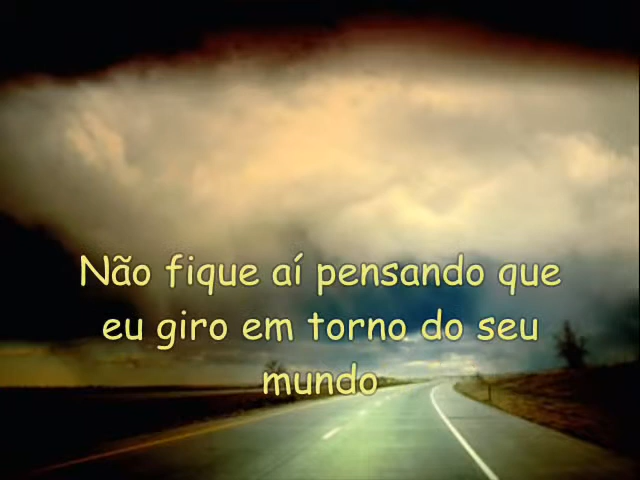 Não fique aí pensando que
eu giro em torno do seu
mundo